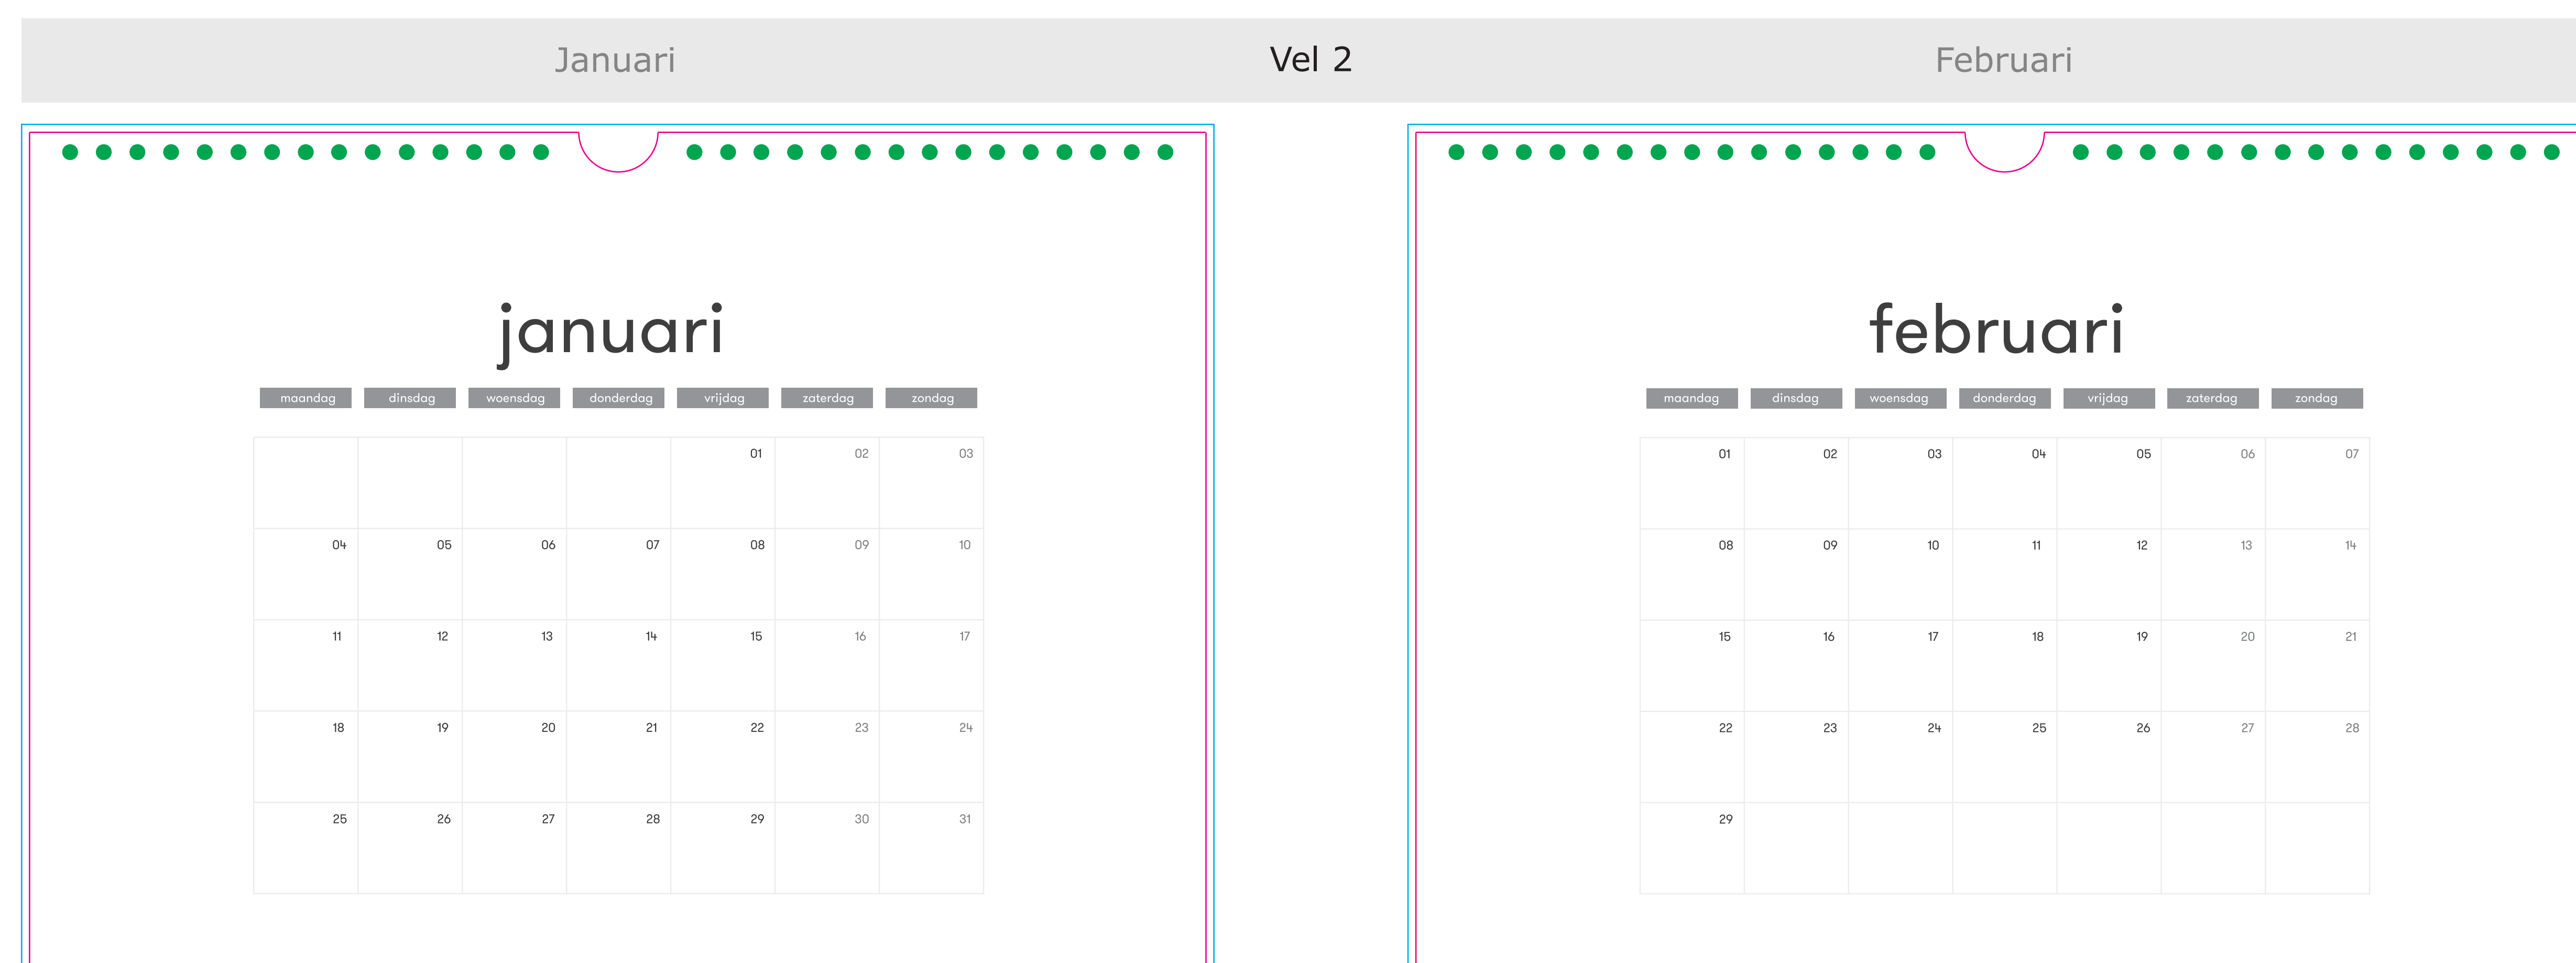 Januari Vel 2 Februari
januari
maandag dinsdag woensdag donderdag vrijdag zaterdag zondag
01 02 03
04 05 06 07 08 09 10
11 12 13 14 15 16 17
18 19 20 21 22 23 24
25 26 27 28 29 30 31
februari
maandag dinsdag woensdag donderdag vrijdag zaterdag zondag
01 02 03 04 05 06 07
08 09 10 11 12 13 14
15 16 17 18 19 20 21
22 23 24 25 26 27 28
29